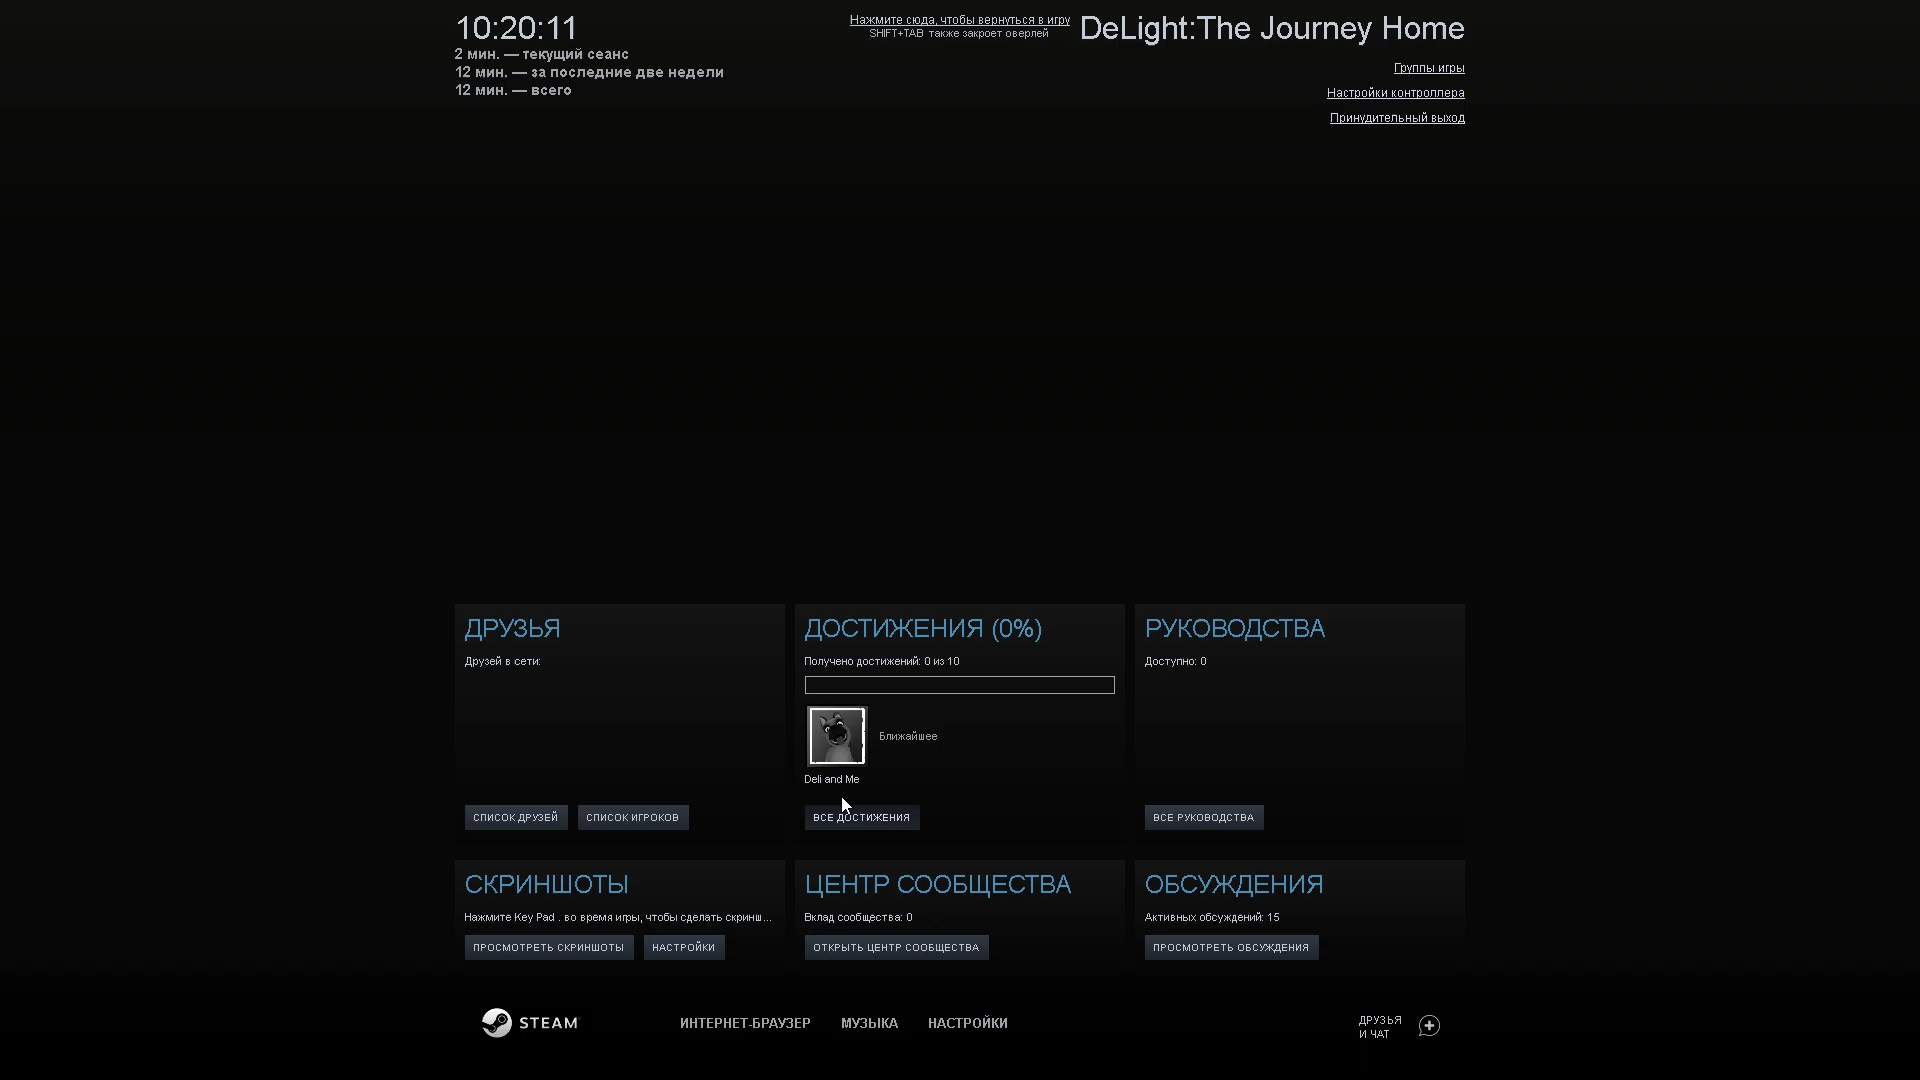 10:20:11
2 мин. — текущий сеанс
12 мин. — за последние две недели
12 мин. — всего
Нажмите сюда, чтобы вернуться в игру
SHIFT+TAB также закроет оверлей
DeLight:The Journey Home
Группы игры
Настройки контроллера
Принудительный выход
ДРУЗЬЯ
Друзей в сети:
СПИСОК ДРУЗЕЙ
СПИСОК ИГРОКОВ
ДОСТИЖЕНИЯ (0%)
Получено достижений: 0 из 10
Ближайшее
Deli and Me
ВСЕ ДОСТИЖЕНИЯ
РУКОВОДСТВА
Доступно: 0
ВСЕ РУКОВОДСТВА
СКРИНШОТЫ
Нажмите Key Pad . во время игры, чтобы сделать скринш...
ПРОСМОТРЕТЬ СКРИНШОТЫ
НАСТРОЙКИ
ЦЕНТР СООБЩЕСТВА
Вклад сообщества: 0
ОТКРЫТЬ ЦЕНТР СООБЩЕСТВА
ОБСУЖДЕНИЯ
Активных обсуждений: 15
ПРОСМОТРЕТЬ ОБСУЖДЕНИЯ
STEAM
ИНТЕРНЕТ-БРАУЗЕР
МУЗЫКА
НАСТРОЙКИ
ДРУЗЬЯ
И ЧАТ